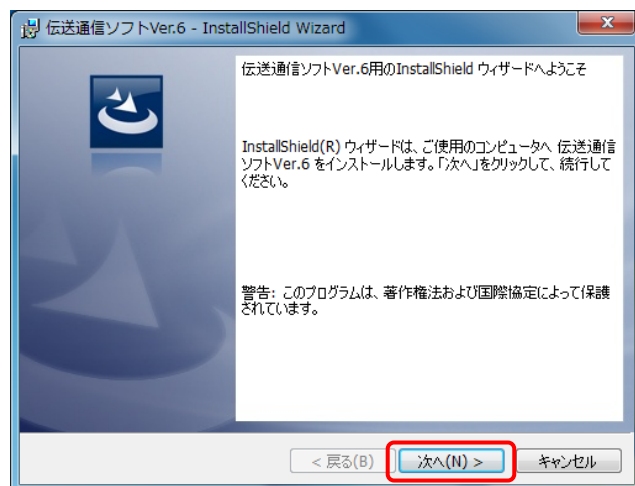 伝送通信ソフトVer.6 - InstallShield Wizard
伝送通信ソフトVer.6用のInstallShield ウィザードへようこそ
InstallShield(R) ウィザードは、ご使用のコンピュータへ 伝送通信
ソフトVer.6 をインストールします。「次へ」をクリックして、続行して
ください。
警告: このプログラムは、著作権法および国際協定によって保護
されています。
< 戻る(B) 次へ(N) > キャンセル